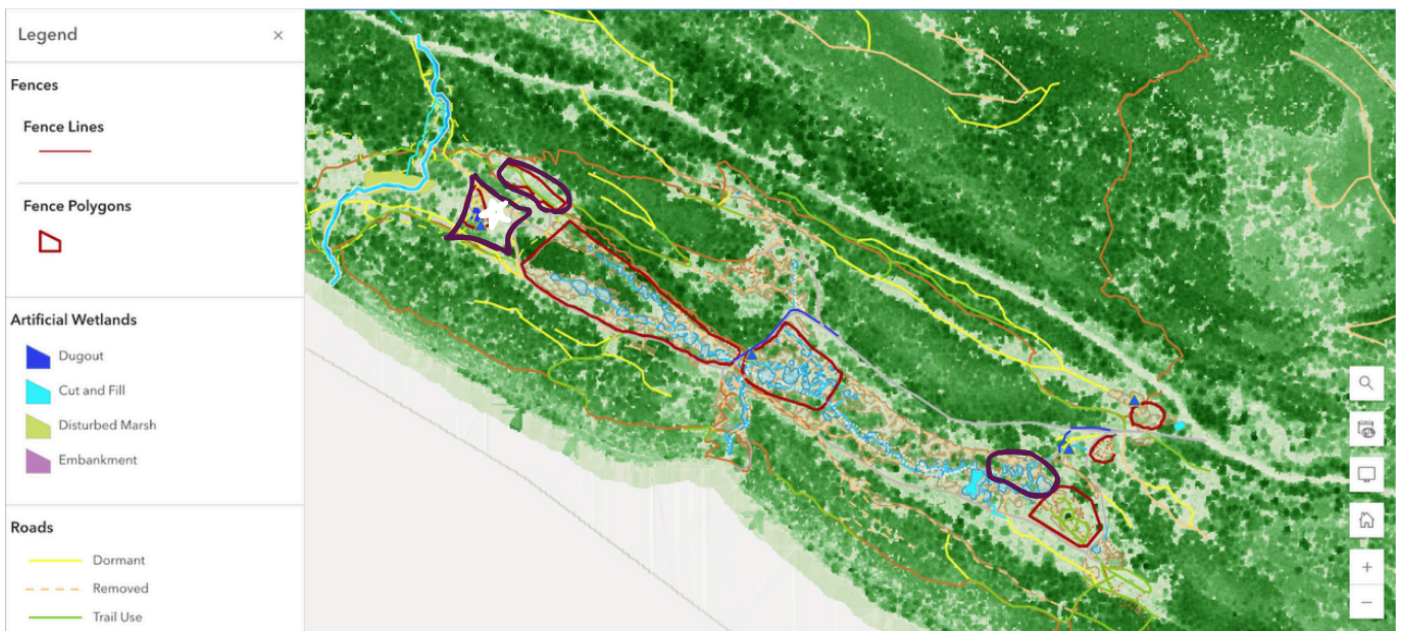 Legend ×
Fences
Fence Lines
Fence Polygons
Artificial Wetlands
Dugout
Cut and Fill
Disturbed Marsh
Embankment
Roads
Dormant
Removed
Trail Use
+
−